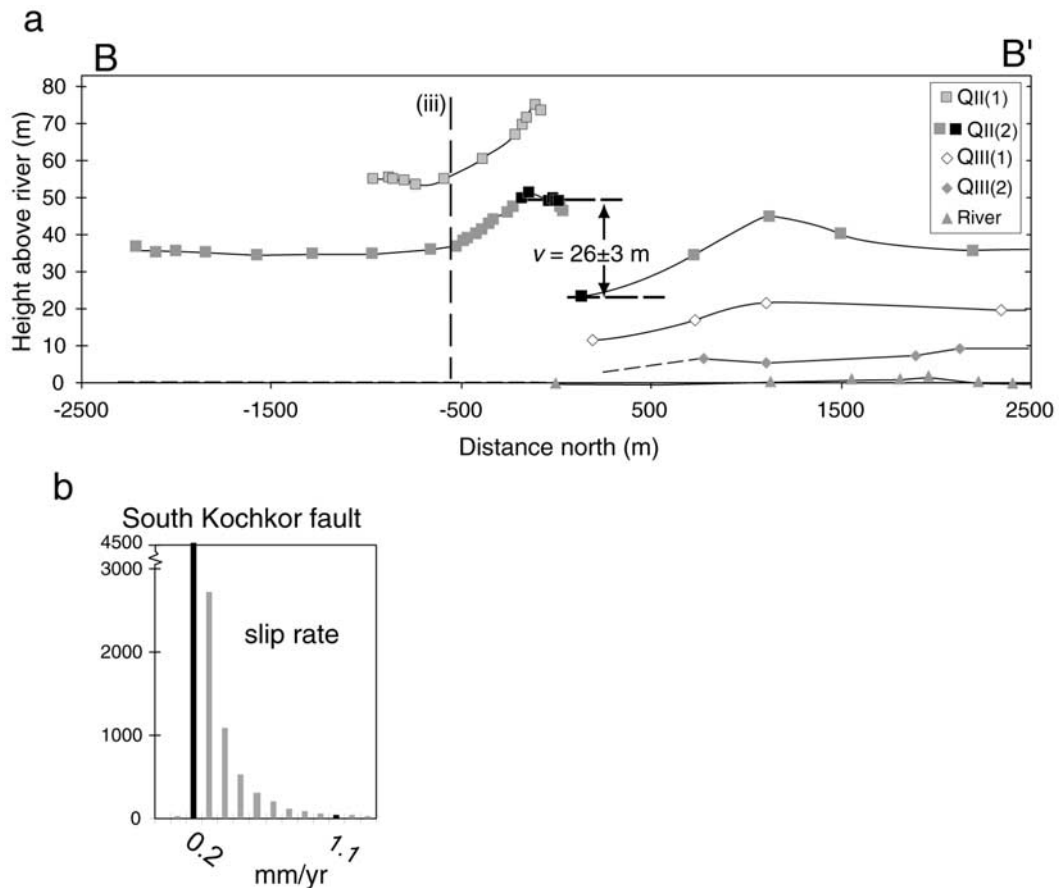 a
B
B'
80
70
60
50
40
30
20
10
0
Height above river (m)
(iii)
v = 26±3 m
QII(1)
QII(2)
QIII(1)
QIII(2)
River
-2500
-1500
-500
500
1500
2500
Distance north (m)
b
South Kochkor fault
4500
3000
2000
1000
0
slip rate
0.2
1.1
mm/yr